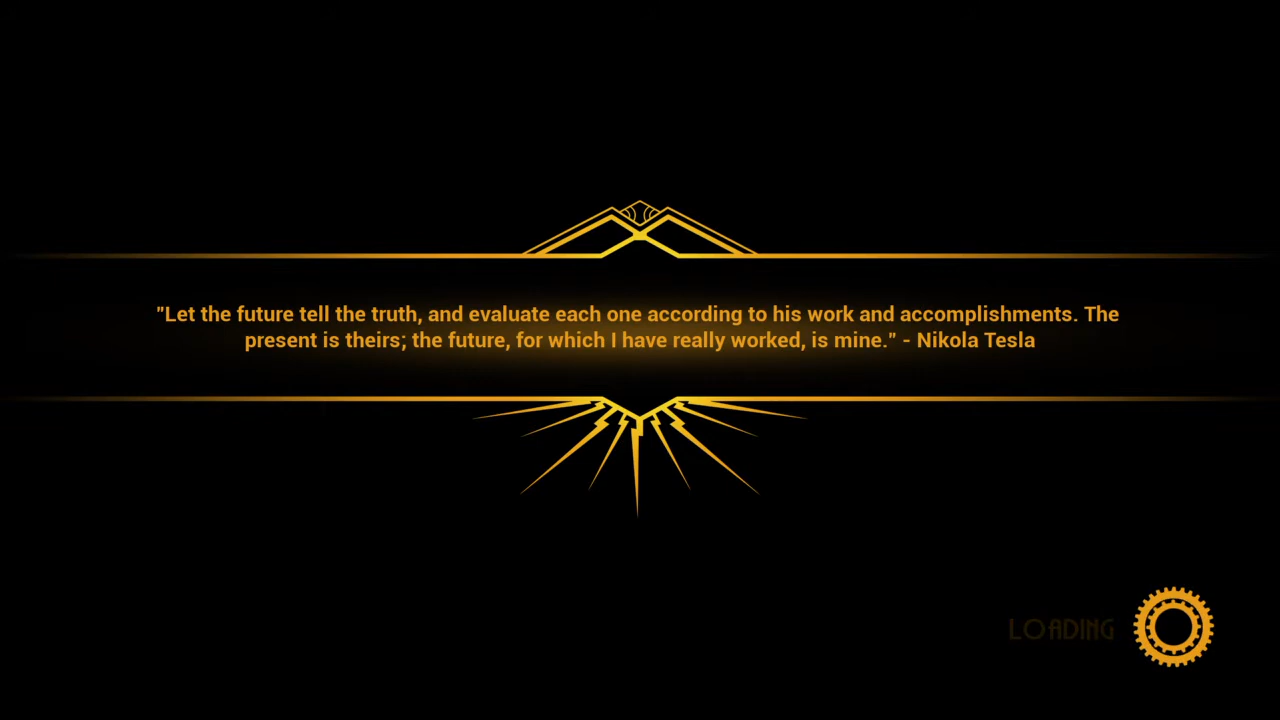 "Let the future tell the truth, and evaluate each one according to his work and accomplishments. The
present is theirs; the future, for which I have really worked, is mine." - Nikola Tesla
LOADING